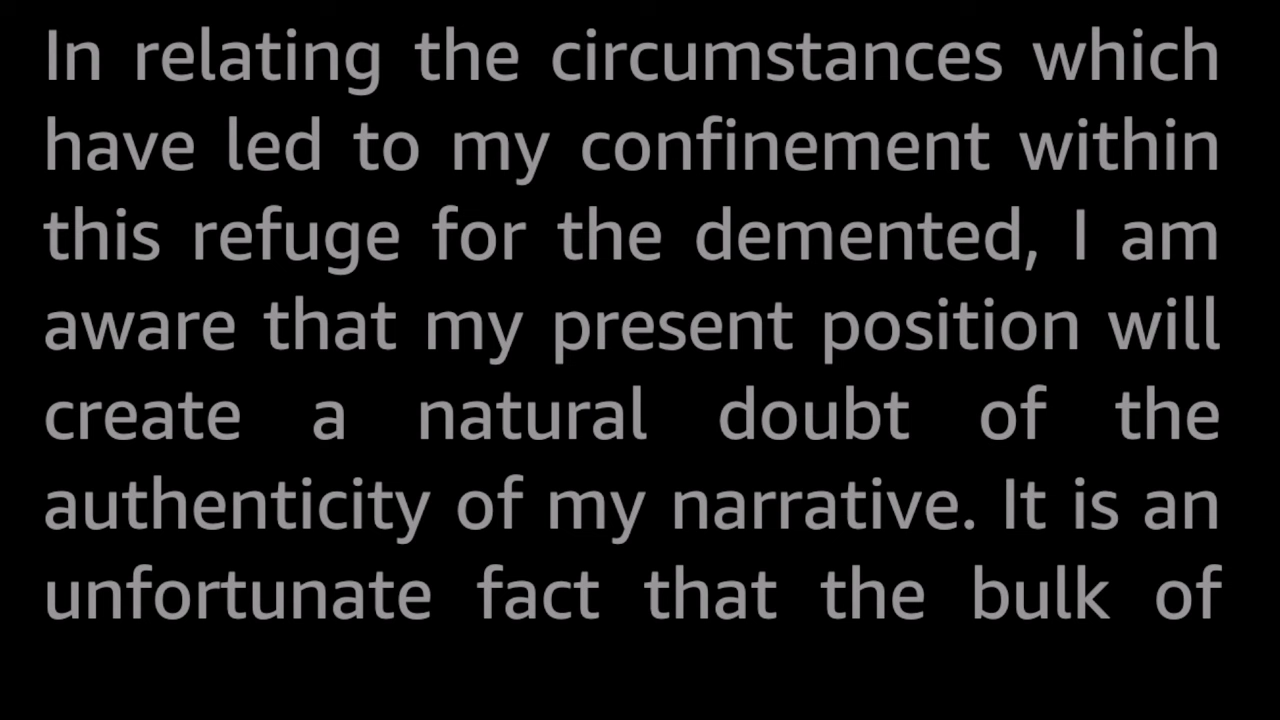 In relating the circumstances which
have led to my confinement within
this refuge for the demented, I am
aware that my present position will
create a natural doubt of the
authenticity of my narrative. It is an
unfortunate fact that the bulk of